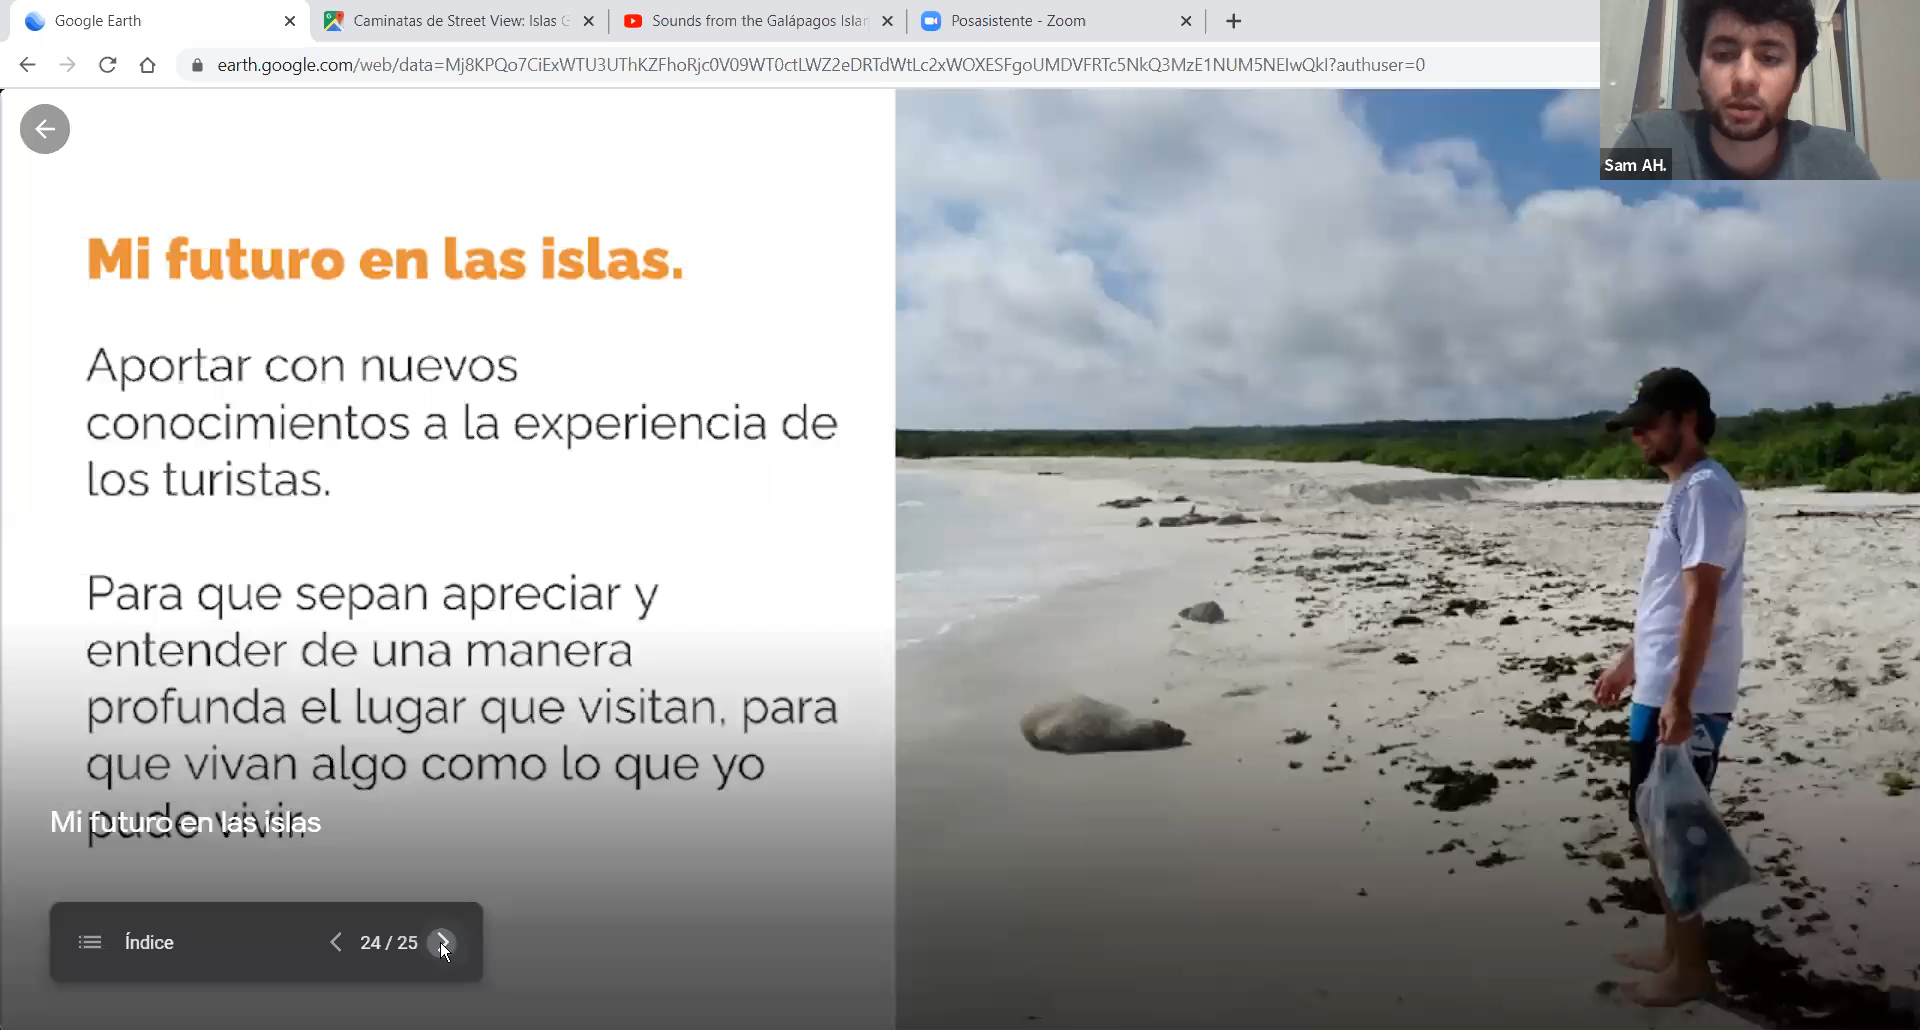 Google Earth
Caminatas de Street View: Islas G
Sounds from the Galápagos Islan
Posasistente - Zoom
earth.google.com/web/data=Mj8KPQo7CiExWTU3UThKZFhoRjc0V09WT0ctLWZ2eDRTdWtLc2xWOXESFgoUMDVFRTc5NkQ3MzE1NUM5NEIwQkI?authuser=0
Sam AH.
Mi futuro en las islas.
Aportar con nuevos
conocimientos a la experiencia de
los turistas.
Para que sepan apreciar y
entender de una manera
profunda el lugar que visitan, para
que vivan algo como lo que yo
pude vivir.
Mi futuro en las islas
Índice
24 / 25